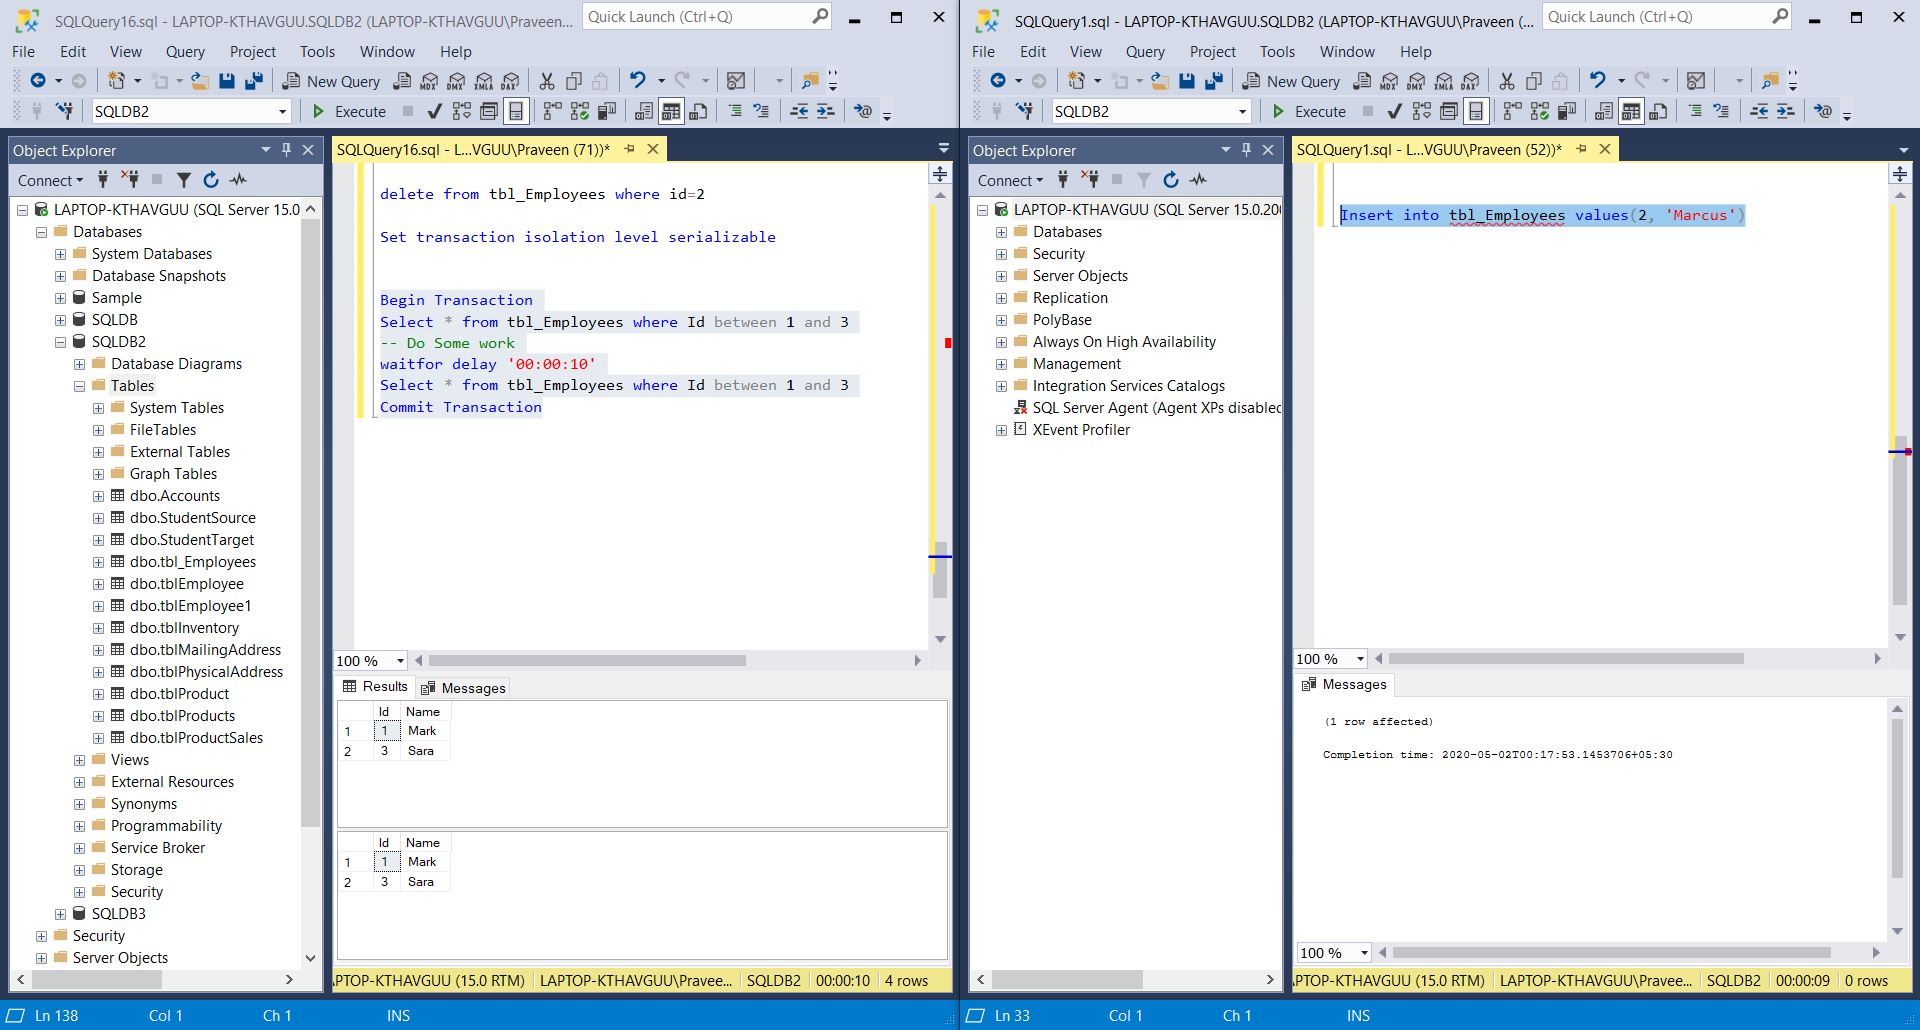 SQLQuery16.sql - LAPTOP-KTHAVGUU.SQLDB2 (LAPTOP-KTHAVGUU\Praveen...
Quick Launch (Ctrl+Q)
File Edit View Query Project Tools Window Help
New Query
MDX DMX XMLA DAX
SQLDB2
Execute
Object Explorer
Connect
LAPTOP-KTHAVGUU (SQL Server 15.0
Databases
System Databases
Database Snapshots
Sample
SQLDB
SQLDB2
Database Diagrams
Tables
System Tables
FileTables
External Tables
Graph Tables
dbo.Accounts
dbo.StudentSource
dbo.StudentTarget
dbo.tbl_Employees
dbo.tblEmployee
dbo.tblEmployee1
dbo.tblInventory
dbo.tblMailingAddress
dbo.tblPhysicalAddress
dbo.tblProduct
dbo.tblProducts
dbo.tblProductSales
Views
External Resources
Synonyms
Programmability
Service Broker
Storage
Security
SQLDB3
Security
Server Objects
SQLQuery16.sql - L...VGUU\Praveen (71))*
delete from tbl_Employees where id=2
Set transaction isolation level serializable
Begin Transaction
Select * from tbl_Employees where Id between 1 and 3
-- Do Some work
waitfor delay '00:00:10'
Select * from tbl_Employees where Id between 1 and 3
Commit Transaction
100 %
Results Messages
Id Name
1 1 Mark
2 3 Sara
Id Name
1 1 Mark
2 3 Sara
\PTOP-KTHAVGUU (15.0 RTM) LAPTOP-KTHAVGUU\Pravee... SQLDB2 00:00:10 4 rows
Ln 138 Col 1 Ch 1 INS
SQLQuery1.sql - LAPTOP-KTHAVGUU.SQLDB2 (LAPTOP-KTHAVGUU\Praveen (...
Quick Launch (Ctrl+Q)
File Edit View Query Project Tools Window Help
New Query
MDX DMX XMLA DAX
SQLDB2
Execute
Object Explorer
Connect
LAPTOP-KTHAVGUU (SQL Server 15.0.200
Databases
Security
Server Objects
Replication
PolyBase
Always On High Availability
Management
Integration Services Catalogs
SQL Server Agent (Agent XPs disabled
XEvent Profiler
SQLQuery1.sql - L...VGUU\Praveen (52))*
Insert into tbl_Employees values(2, 'Marcus')
100 %
Messages
(1 row affected)
Completion time: 2020-05-02T00:17:53.1453706+05:30
100 %
\PTOP-KTHAVGUU (15.0 RTM) LAPTOP-KTHAVGUU\Pravee... SQLDB2 00:00:09 0 rows
Ln 33 Col 1 Ch 1 INS